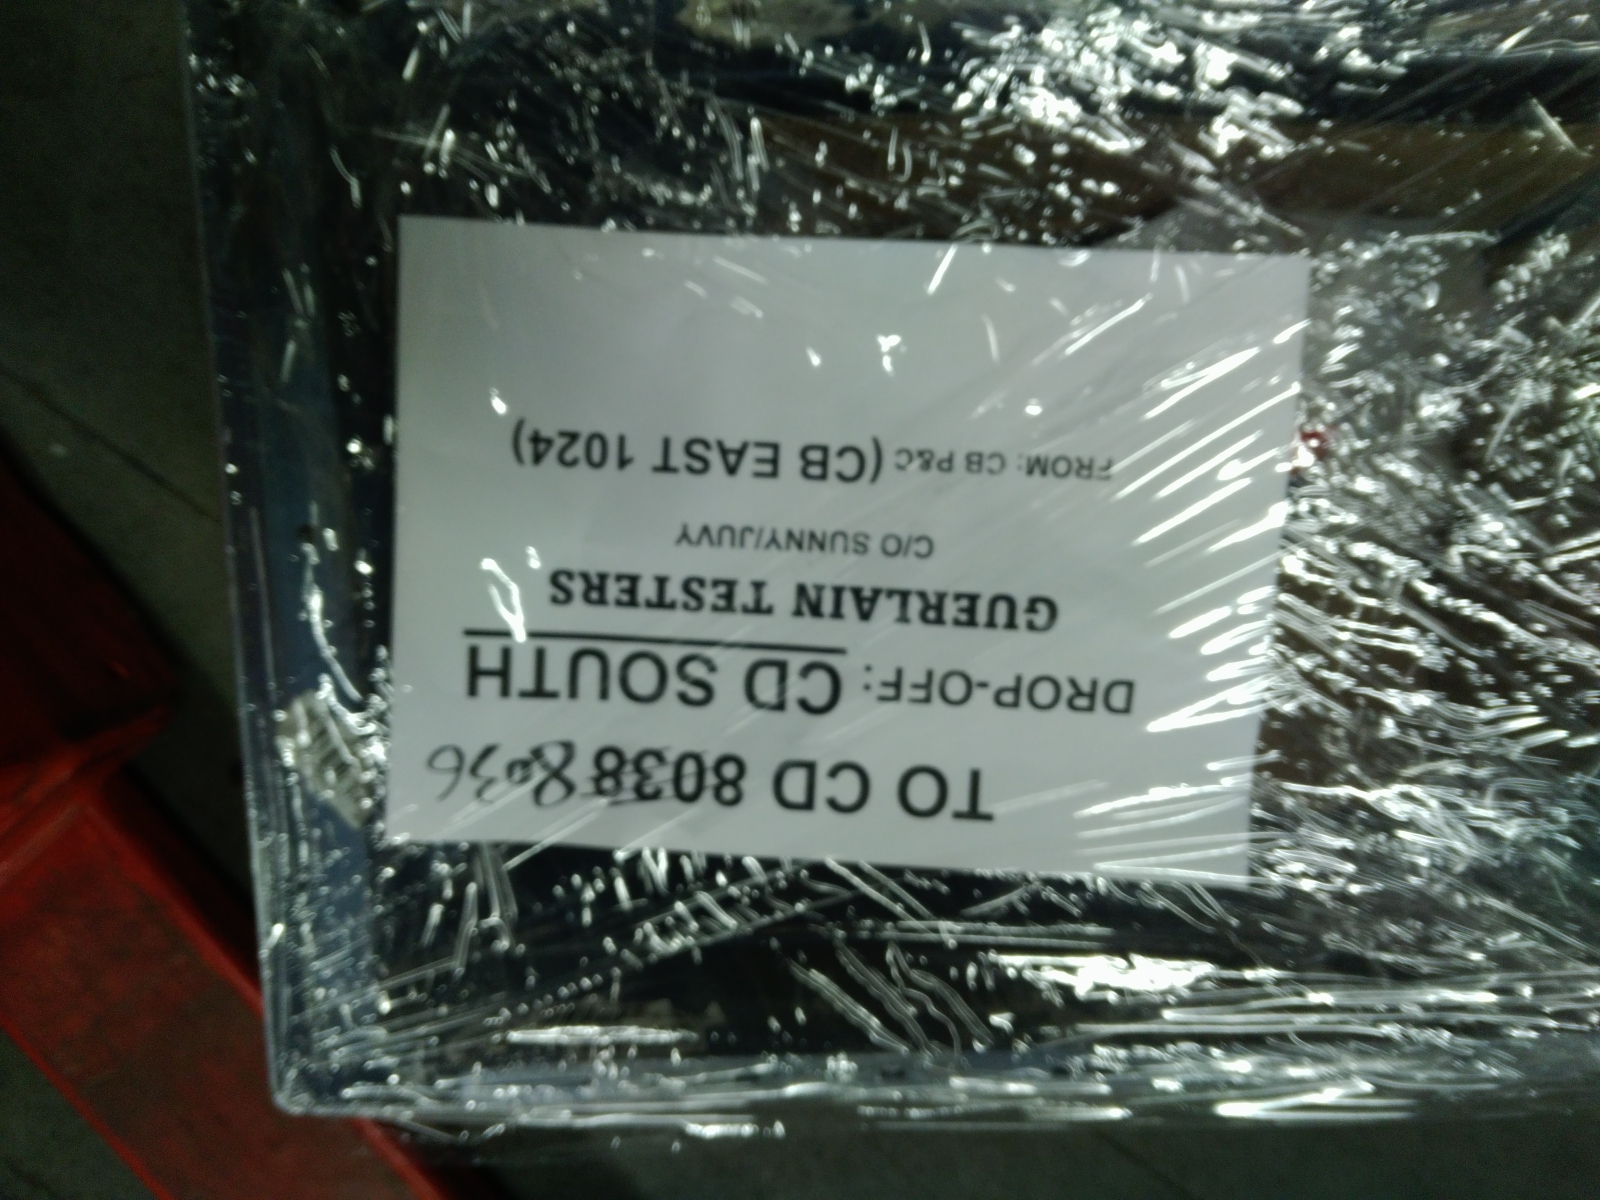 TO CD 8038 8036
DROP-OFF: CD SOUTH
GUERLAIN TESTERS
C/O SUNNY/JUVY
FROM: CB P&C (CB EAST 1024)